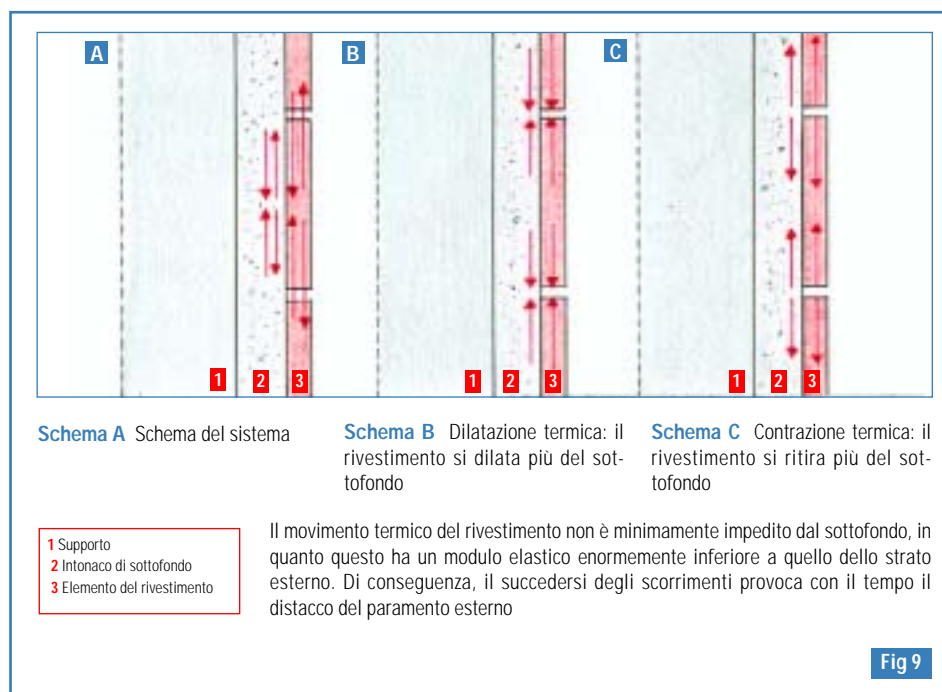 A
B
C
1 2 3
1 2 3
1 2 3
Schema A Schema del sistema
Schema B Dilatazione termica: il
rivestimento si dilata più del sot-
tofondo
Schema C Contrazione termica: il
rivestimento si ritira più del sot-
tofondo
1 Supporto
2 Intonaco di sottofondo
3 Elemento del rivestimento
Il movimento termico del rivestimento non è minimamente impedito dal sottofondo, in
quanto questo ha un modulo elastico enormemente inferiore a quello dello strato
esterno. Di conseguenza, il succedersi degli scorrimenti provoca con il tempo il
distacco del paramento esterno
Fig 9